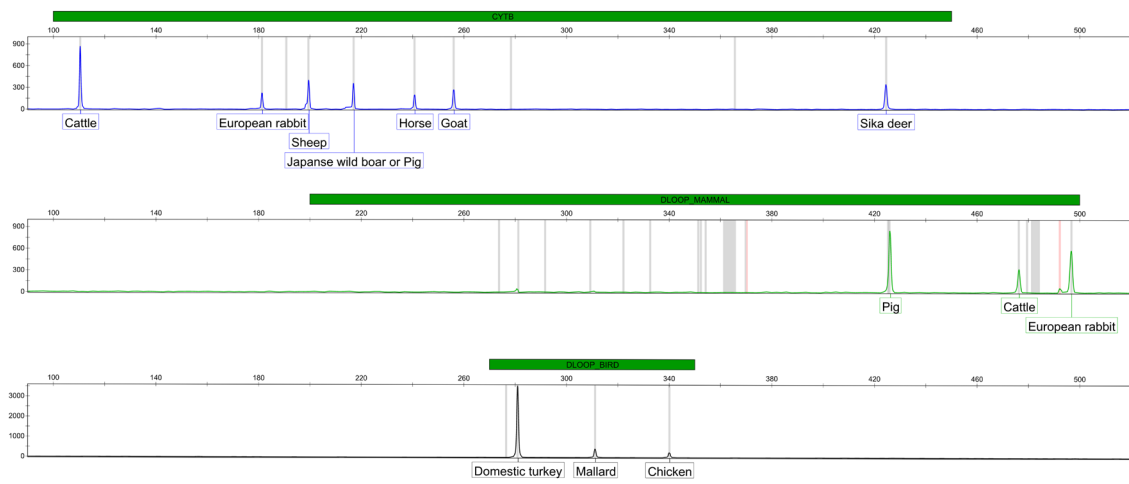 CYTB
100 140 180 220 260 300 340 380 420 460 500
900
600
300
0
Cattle European rabbit Horse Goat Sika deer
Sheep
Japanse wild boar or Pig
DLOOP_MAMMAL
100 140 180 220 260 300 340 380 420 460 500
900
600
300
0
Pig Cattle
European rabbit
DLOOP_BIRD
100 140 180 220 260 300 340 380 420 460 500
3000
2000
1000
0
Domestic turkey Mallard Chicken